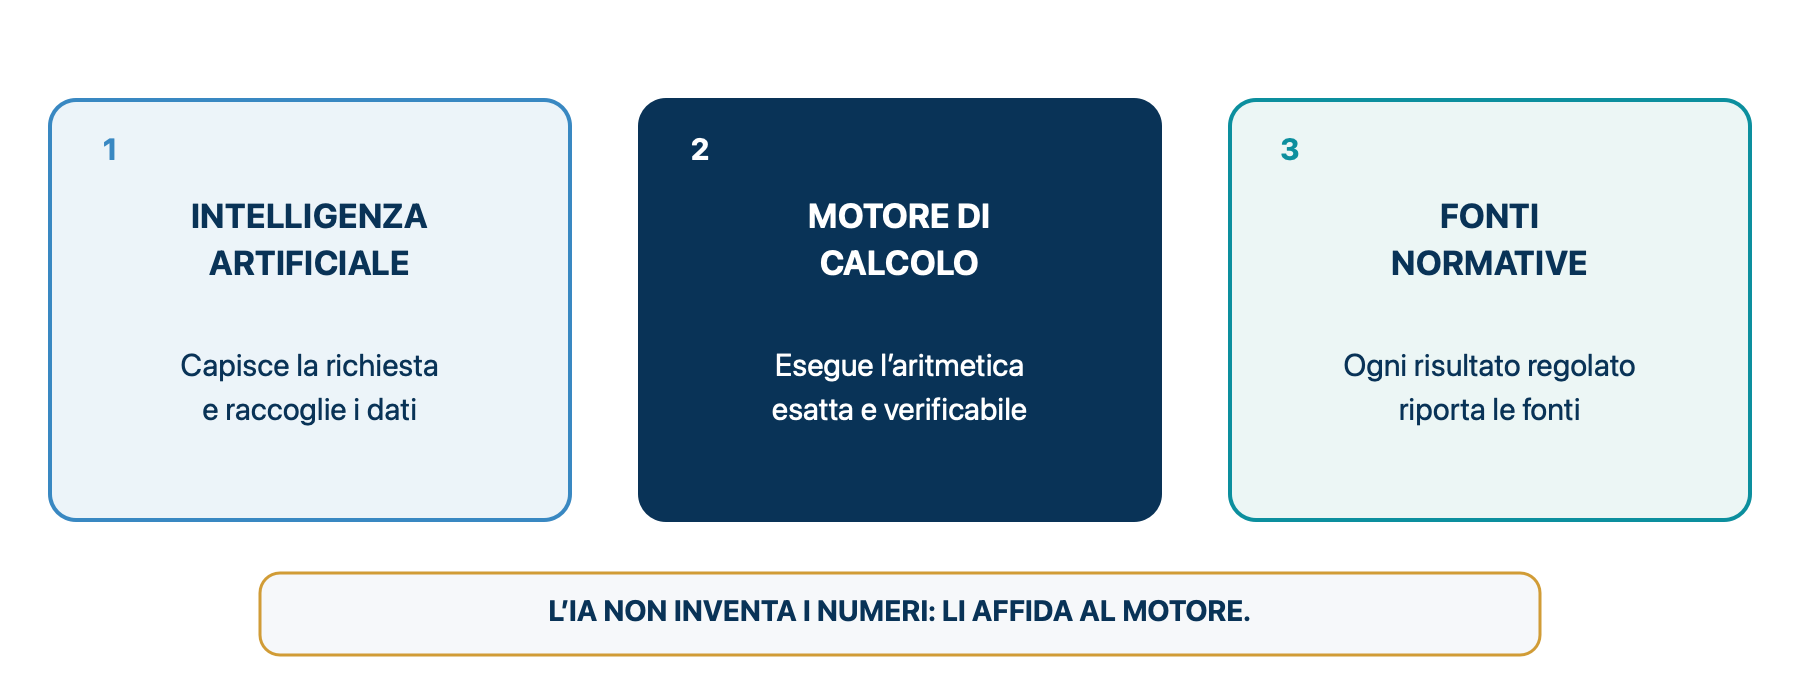 1
INTELLIGENZA
ARTIFICIALE
Capisce la richiesta
e raccoglie i dati
2
MOTORE DI
CALCOLO
Esegue l’aritmetica
esatta e verificabile
3
FONTI
NORMATIVE
Ogni risultato regolato
riporta le fonti
L’IA NON INVENTA I NUMERI: LI AFFIDA AL MOTORE.